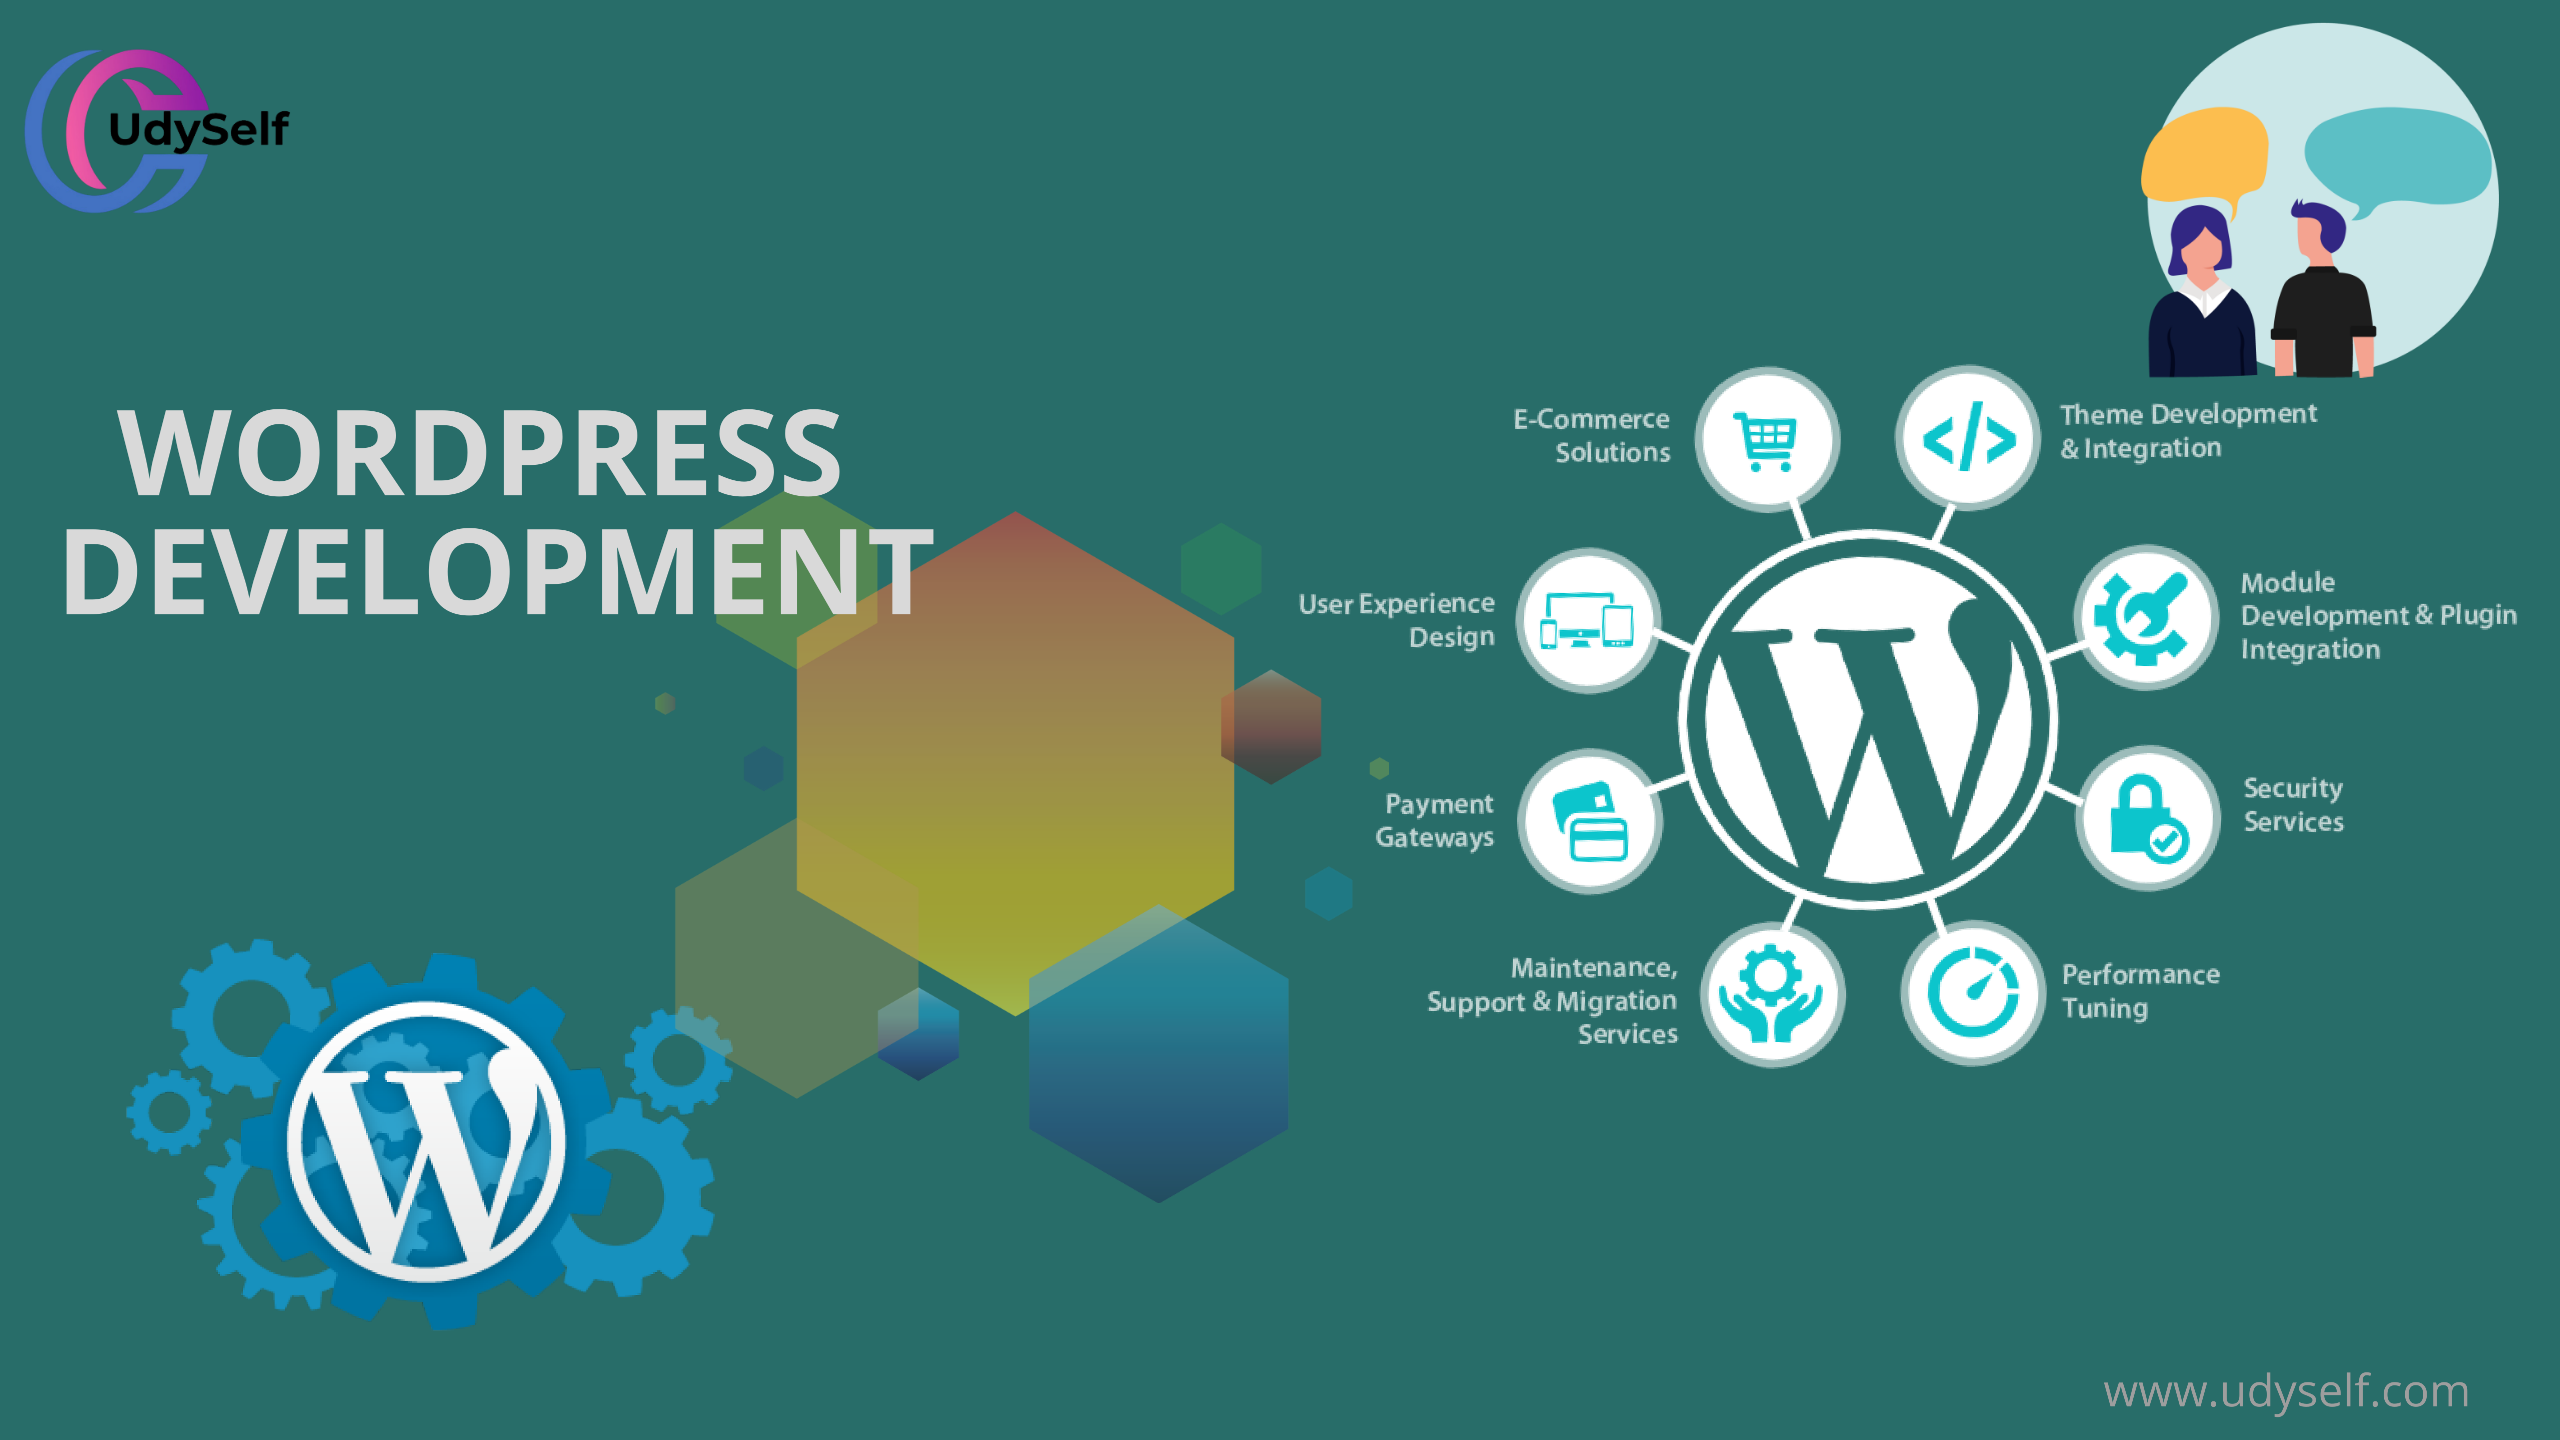 UdySelf
WORDPRESS
DEVELOPMENT
E-Commerce
Solutions
Theme Development
& Integration
User Experience
Design
Module
Development & Plugin
Integration
Payment
Gateways
Security
Services
Maintenance,
Support & Migration
Services
Performance
Tuning
www.udyself.com